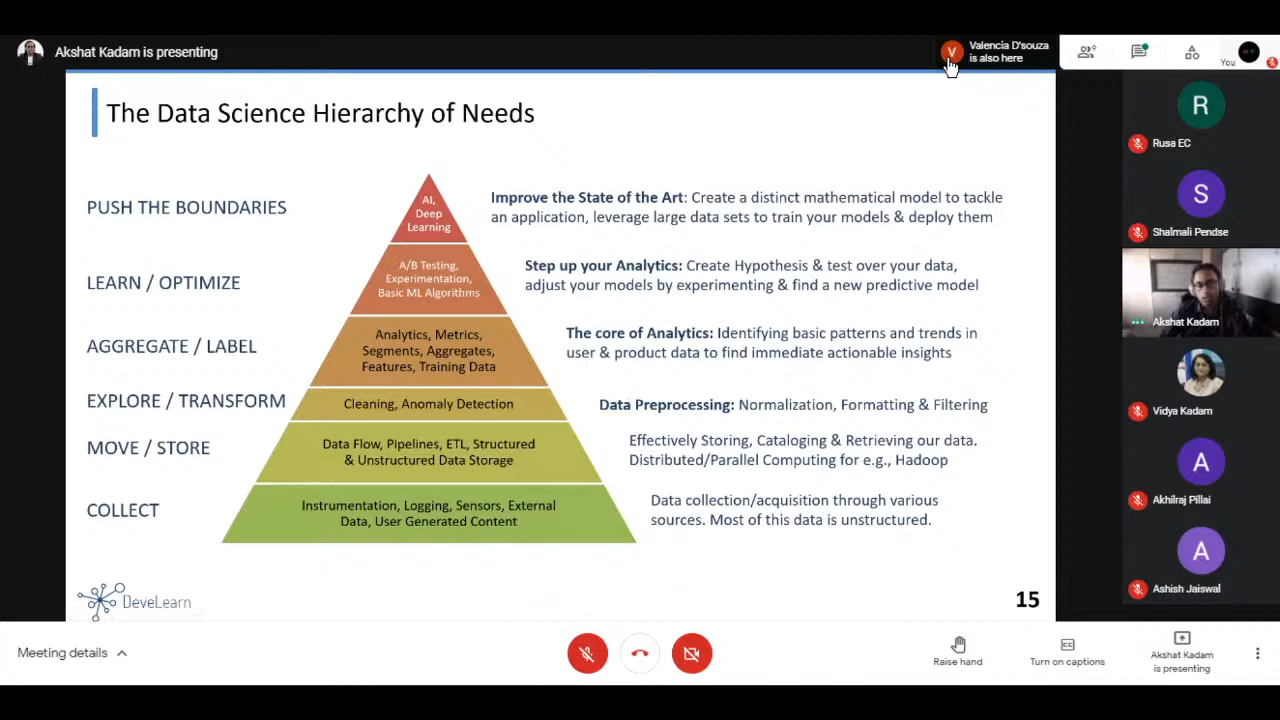 Akshat Kadam is presenting
V
Valencia D'souza
is also here
You
The Data Science Hierarchy of Needs
PUSH THE BOUNDARIES
AI,
Deep
Learning
Improve the State of the Art: Create a distinct mathematical model to tackle
an application, leverage large data sets to train your models & deploy them
LEARN / OPTIMIZE
A/B Testing,
Experimentation,
Basic ML Algorithms
Step up your Analytics: Create Hypothesis & test over your data,
adjust your models by experimenting & find a new predictive model
AGGREGATE / LABEL
Analytics, Metrics,
Segments, Aggregates,
Features, Training Data
The core of Analytics: Identifying basic patterns and trends in
user & product data to find immediate actionable insights
EXPLORE / TRANSFORM
Cleaning, Anomaly Detection
Data Preprocessing: Normalization, Formatting & Filtering
MOVE / STORE
Data Flow, Pipelines, ETL, Structured
& Unstructured Data Storage
Effectively Storing, Cataloging & Retrieving our data.
Distributed/Parallel Computing for e.g., Hadoop
COLLECT
Instrumentation, Logging, Sensors, External
Data, User Generated Content
Data collection/acquisition through various
sources. Most of this data is unstructured.
DeveLearn
15
R
Rusa EC
S
Shalmali Pendse
Akshat Kadam
Vidya Kadam
A
Akhilraj Pillai
A
Ashish Jaiswal
Meeting details
Raise hand
CC
Turn on captions
Akshat Kadam
is presenting